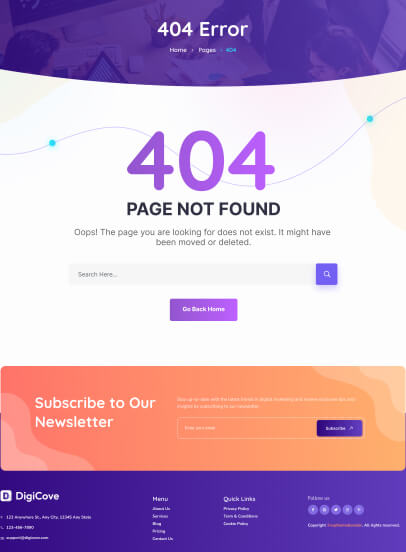 404 Error
Home › Pages › 404
404
PAGE NOT FOUND
Oops! The page you are looking for does not exist. It might have
been moved or deleted.
Search Here...
Go Back Home
Subscribe to Our
Newsletter
Stay up-to-date with the latest trends in digital marketing and receive exclusive tips and
insights by subscribing to our newsletter.
Enter your email
Subscribe
DigiCove
123 Anywhere St., Any City, 12345 Any State
123-456-7890
support@digicove.com
Menu
About Us
Services
Blog
Pricing
Contact Us
Quick Links
Privacy Policy
Term & Conditions
Cookie Policy
Follow us
Copyright All rights reserved.